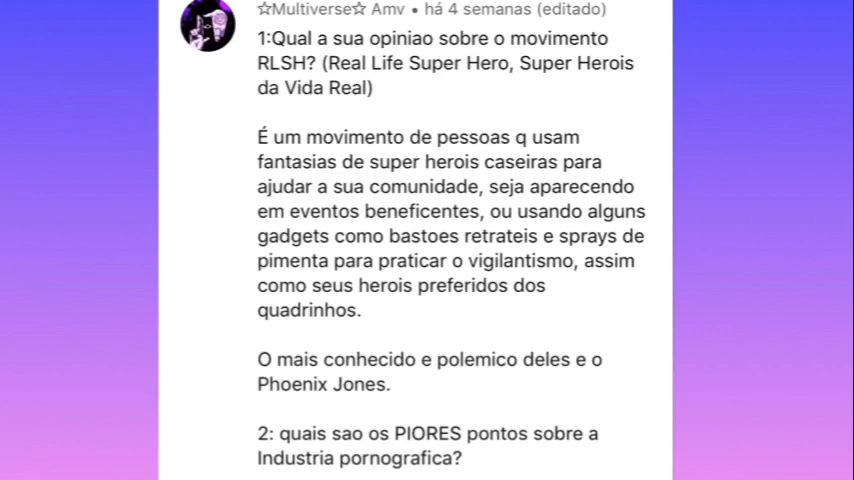 ☆Multiverse☆ Amv • há 4 semanas (editado)
1:Qual a sua opiniao sobre o movimento
RLSH? (Real Life Super Hero, Super Herois
da Vida Real)
É um movimento de pessoas q usam
fantasias de super herois caseiras para
ajudar a sua comunidade, seja aparecendo
em eventos beneficentes, ou usando alguns
gadgets como bastoes retrateis e sprays de
pimenta para praticar o vigilantismo, assim
como seus herois preferidos dos
quadrinhos.
O mais conhecido e polemico deles e o
Phoenix Jones.
2: quais sao os PIORES pontos sobre a
Industria pornografica?